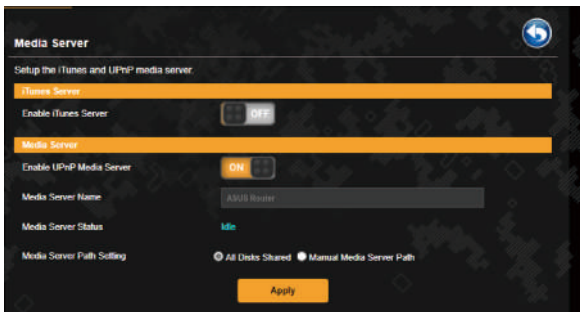 Media Server
Setup the iTunes and UPnP media server.
iTunes Server
Enable iTunes Server OFF
Media Server
Enable UPnP Media Server ON
Media Server Name ASUS Router
Media Server Status Idle
Media Server Path Setting All Disks Shared Manual Media Server Path
Apply